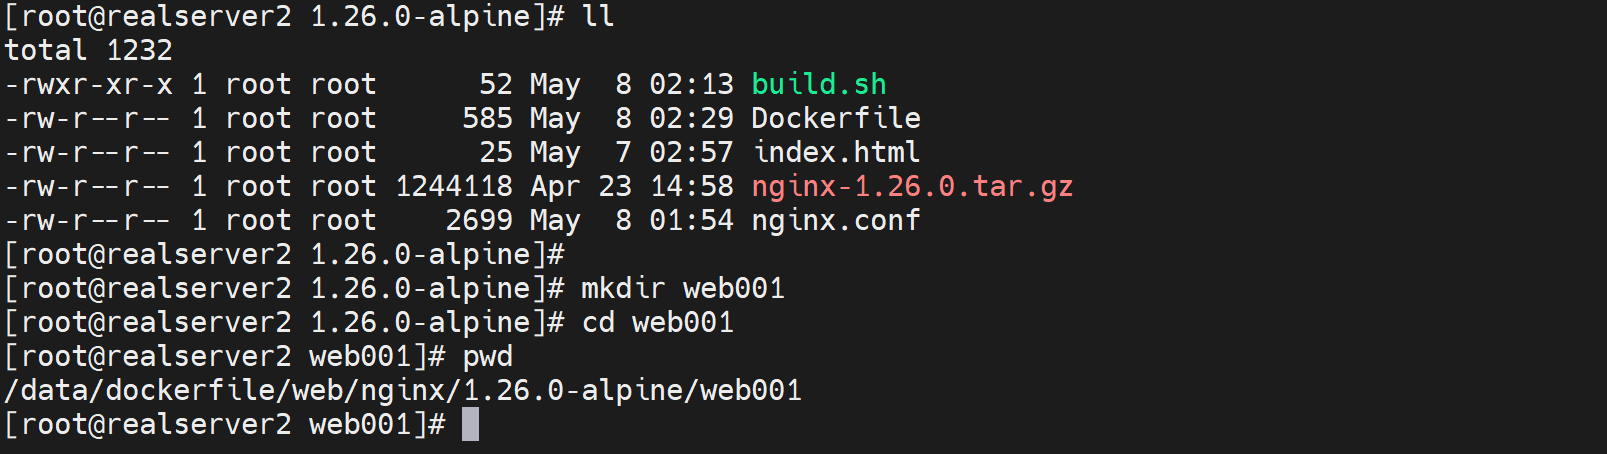 [root@realserver2 1.26.0-alpine]# ll
total 1232
-rwxr-xr-x 1 root root      52 May  8 02:13 build.sh
-rw-r--r-- 1 root root     585 May  8 02:29 Dockerfile
-rw-r--r-- 1 root root      25 May  7 02:57 index.html
-rw-r--r-- 1 root root 1244118 Apr 23 14:58 nginx-1.26.0.tar.gz
-rw-r--r-- 1 root root    2699 May  8 01:54 nginx.conf
[root@realserver2 1.26.0-alpine]#
[root@realserver2 1.26.0-alpine]# mkdir web001
[root@realserver2 1.26.0-alpine]# cd web001
[root@realserver2 web001]# pwd
/data/dockerfile/web/nginx/1.26.0-alpine/web001
[root@realserver2 web001]#